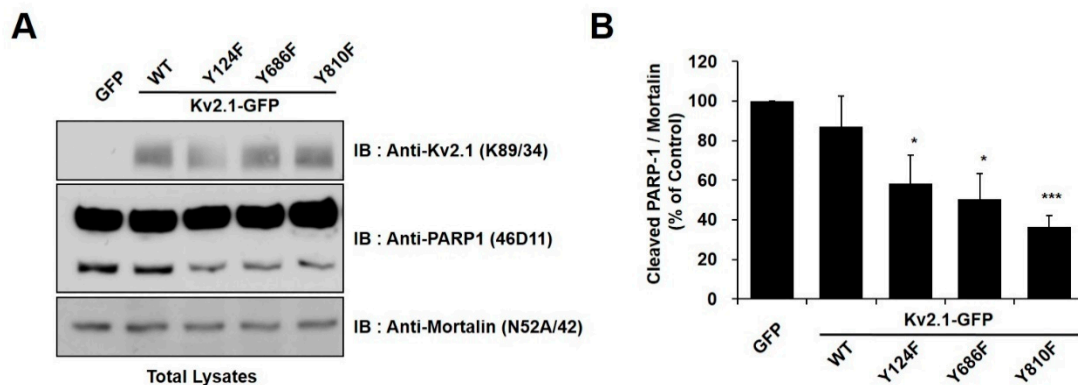 A
GFP
WT
Y124F
Y686F
Y810F
Kv2.1-GFP
IB : Anti-Kv2.1 (K89/34)
IB : Anti-PARP1 (46D11)
IB : Anti-Mortalin (N52A/42)
Total Lysates
B
Cleaved PARP-1 / Mortalin
(% of Control)
120
100
80
60
40
20
0
*
*
***
Kv2.1-GFP
GFP
WT
Y124F
Y686F
Y810F